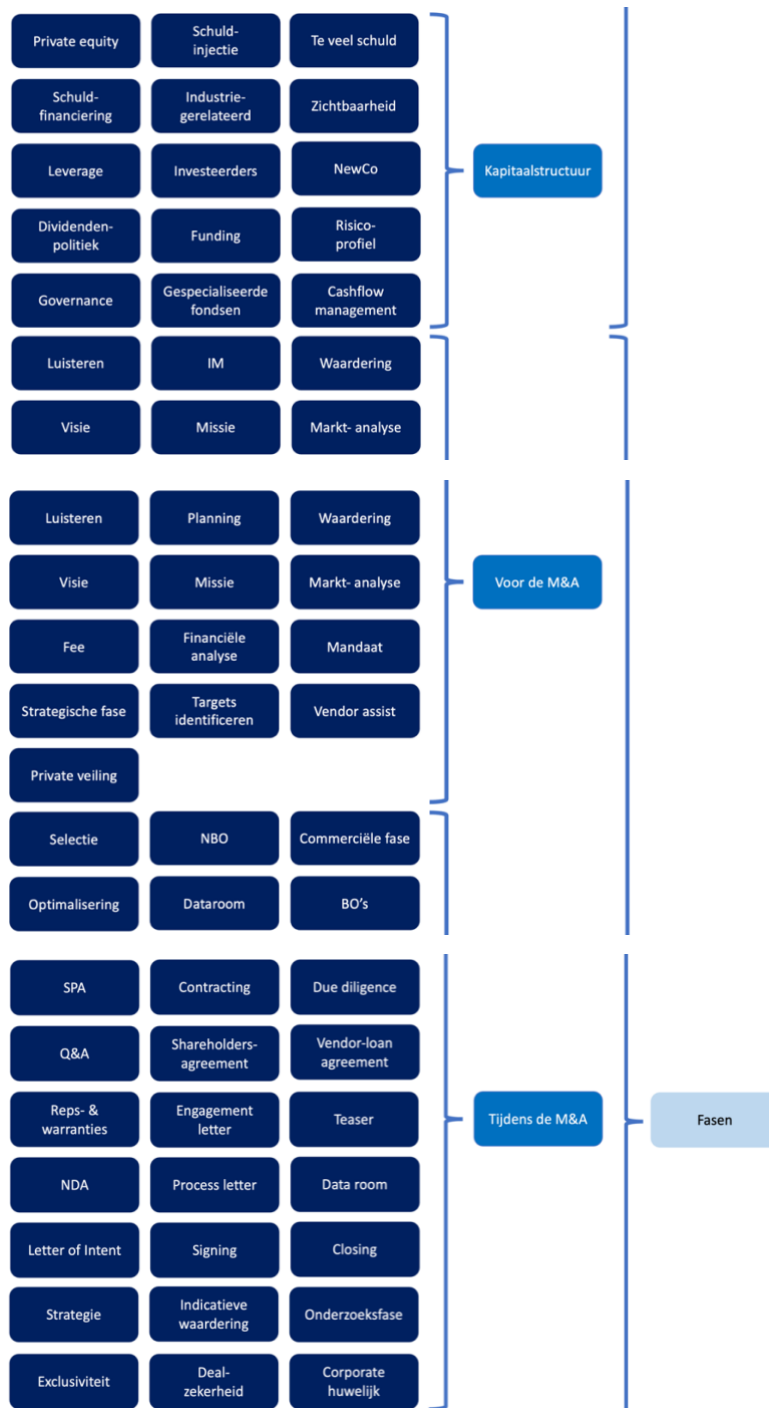 Private equity
Schuld-
injectie
Te veel schuld
Schuld-
financiering
Industrie-
gerelateerd
Zichtbaarheid
Leverage
Investeerders
NewCo
Kapitaalstructuur
Dividenden-
politiek
Funding
Risico-
profiel
Governance
Gespecialiseerde
fondsen
Cashflow
management
Luisteren
IM
Waardering
Visie
Missie
Markt- analyse
Luisteren
Planning
Waardering
Visie
Missie
Markt- analyse
Voor de M&A
Fee
Financiële
analyse
Mandaat
Strategische fase
Targets
identificeren
Vendor assist
Private veiling
Selectie
NBO
Commerciële fase
Optimalisering
Dataroom
BO's
SPA
Contracting
Due diligence
Q&A
Shareholders-
agreement
Vendor-loan
agreement
Reps- &
warranties
Engagement
letter
Teaser
Tijdens de M&A
Fasen
NDA
Process letter
Data room
Letter of Intent
Signing
Closing
Strategie
Indicatieve
waardering
Onderzoeksfase
Exclusiviteit
Deal-
zekerheid
Corporate
huwelijk